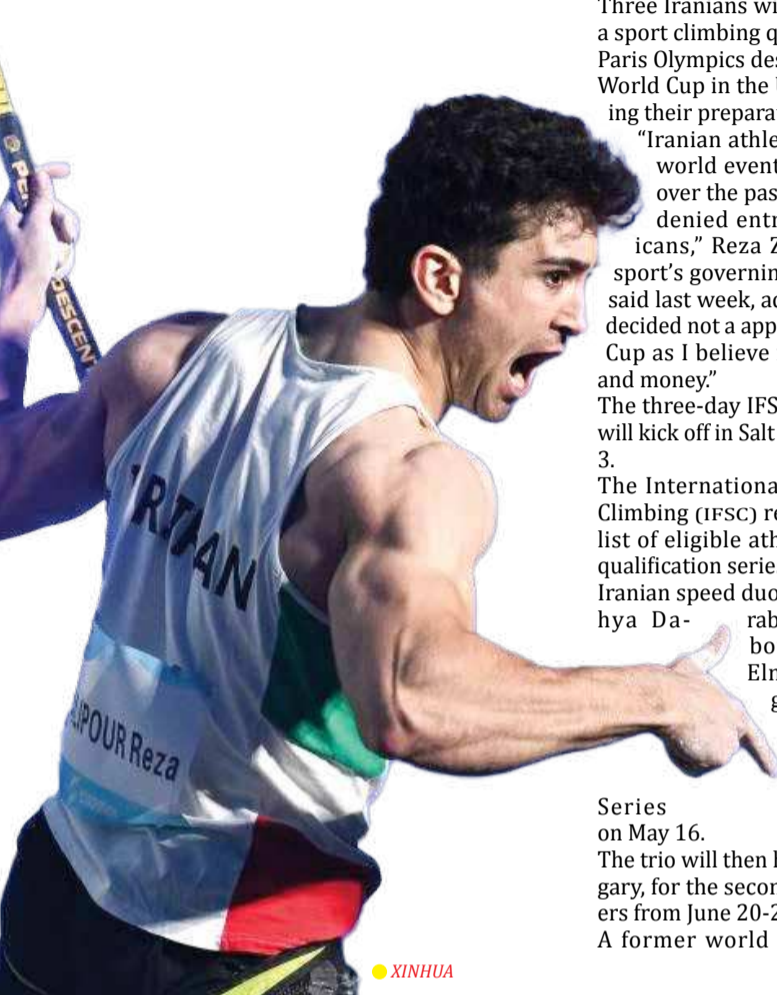 Three Iranians wi
a sport climbing q
Paris Olympics des
World Cup in the
ing their prepara
"Iranian athle
world event
over the pas
denied entr
icans," Reza Z
sport's governin
said last week, ac
decided not a app
Cup as I believe
and money."
The three-day IFS
will kick off in Salt
3.
The Internationa
Climbing (IFSC) re
list of eligible ath
qualification serie
Iranian speed duo
hya Da- rab
bo
Eln
g
Series
on May 16.
The trio will then h
gary, for the secon
ers from June 20-2
A former world
DESCENT
LIPOUR Reza
XINHUA